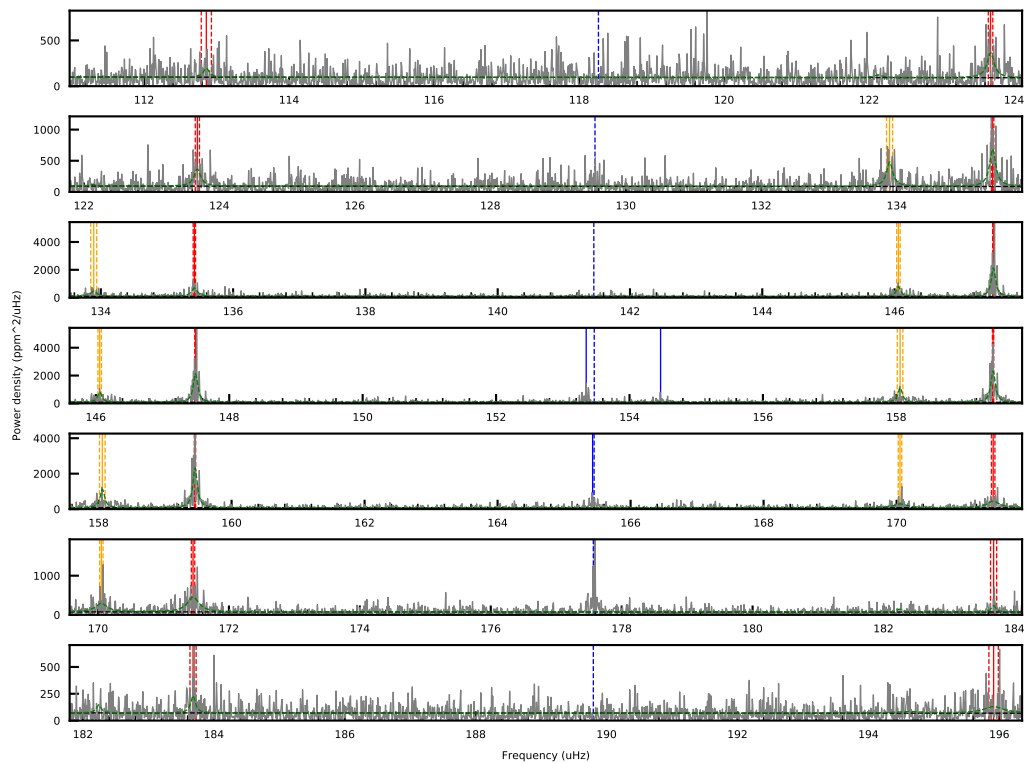 500
0
112 114 116 118 120 122 124
1000
500
0
122 124 126 128 130 132 134
4000
2000
0
134 136 138 140 142 144 146
Power density (ppm^2/uHz)
4000
2000
0
146 148 150 152 154 156 158
4000
2000
0
158 160 162 164 166 168 170
1000
0
170 172 174 176 178 180 182 184
500
250
0
182 184 186 188 190 192 194 196
Frequency (uHz)